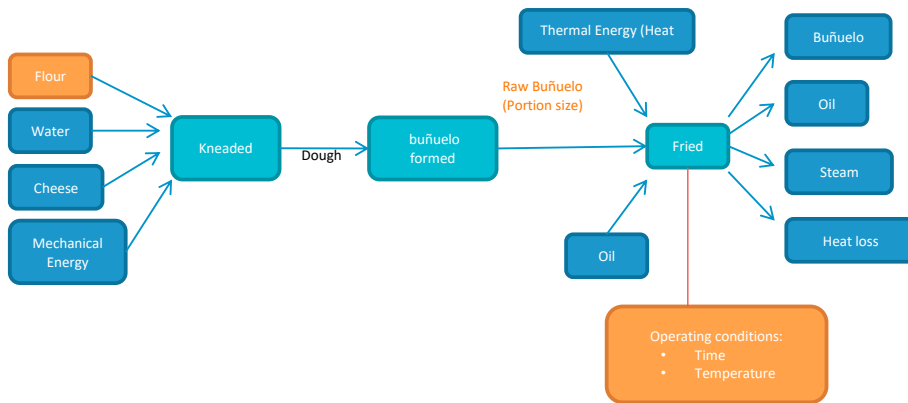 Thermal Energy (Heat
Buñuelo
Flour
Raw Buñuelo
(Portion size)
Oil
Water
Kneaded
Dough
buñuelo
formed
Fried
Cheese
Steam
Mechanical
Energy
Oil
Heat loss
Operating conditions:
• Time
• Temperature